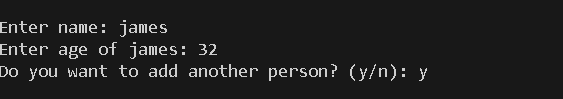 Enter name: james
Enter age of james: 32
Do you want to add another person? (y/n): y